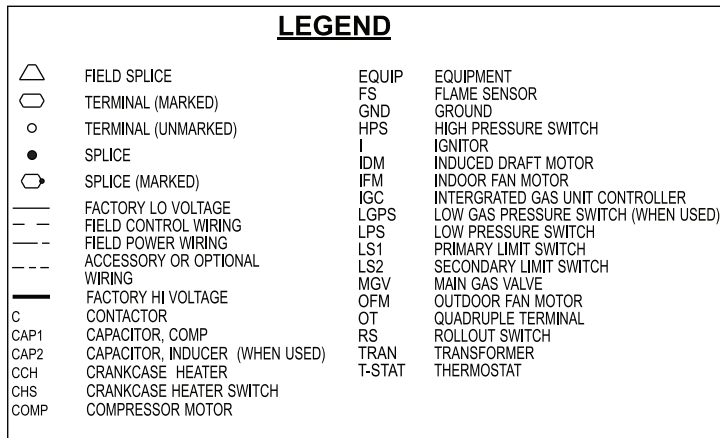 LEGEND
FIELD SPLICE
TERMINAL (MARKED)
TERMINAL (UNMARKED)
SPLICE
SPLICE (MARKED)
FACTORY LO VOLTAGE
FIELD CONTROL WIRING
FIELD POWER WIRING
ACCESSORY OR OPTIONAL
WIRING
FACTORY HI VOLTAGE
C CONTACTOR
CAP1 CAPACITOR, COMP
CAP2 CAPACITOR, INDUCER (WHEN USED)
CCH CRANKCASE HEATER
CHS CRANKCASE HEATER SWITCH
COMP COMPRESSOR MOTOR
EQUIP EQUIPMENT
FS FLAME SENSOR
GND GROUND
HPS HIGH PRESSURE SWITCH
I IGNITOR
IDM INDUCED DRAFT MOTOR
IFM INDOOR FAN MOTOR
IGC INTERGRATED GAS UNIT CONTROLLER
LGPS LOW GAS PRESSURE SWITCH (WHEN USED)
LPS LOW PRESSURE SWITCH
LS1 PRIMARY LIMIT SWITCH
LS2 SECONDARY LIMIT SWITCH
MGV MAIN GAS VALVE
OFM OUTDOOR FAN MOTOR
OT QUADRUPLE TERMINAL
RS ROLLOUT SWITCH
TRAN TRANSFORMER
T-STAT THERMOSTAT